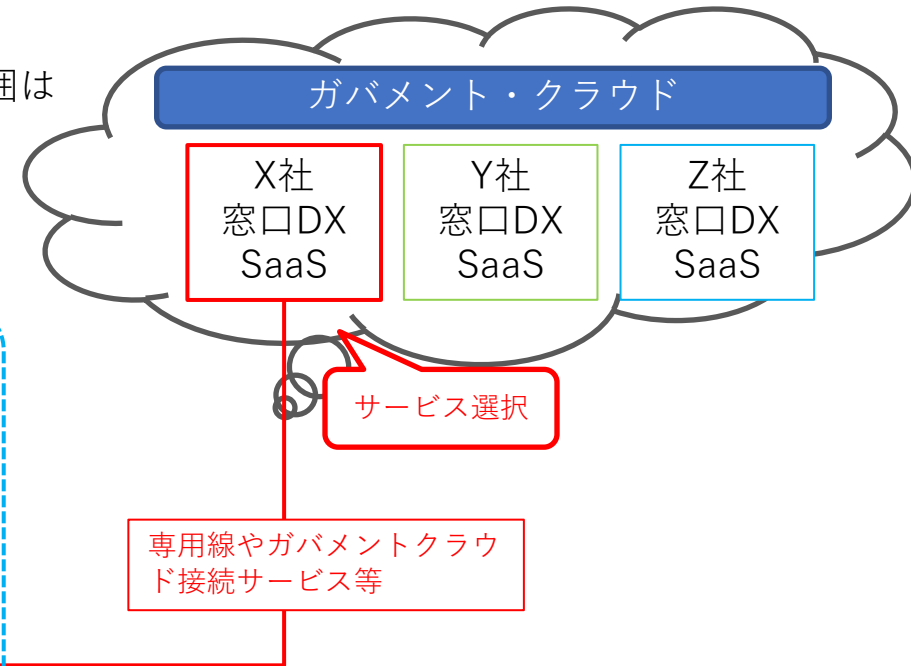 囲は
ガバメント・クラウド
X社
窓口DX
SaaS
Y社
窓口DX
SaaS
Z社
窓口DX
SaaS
サービス選択
専用線やガバメントクラウ
ド接続サービス等